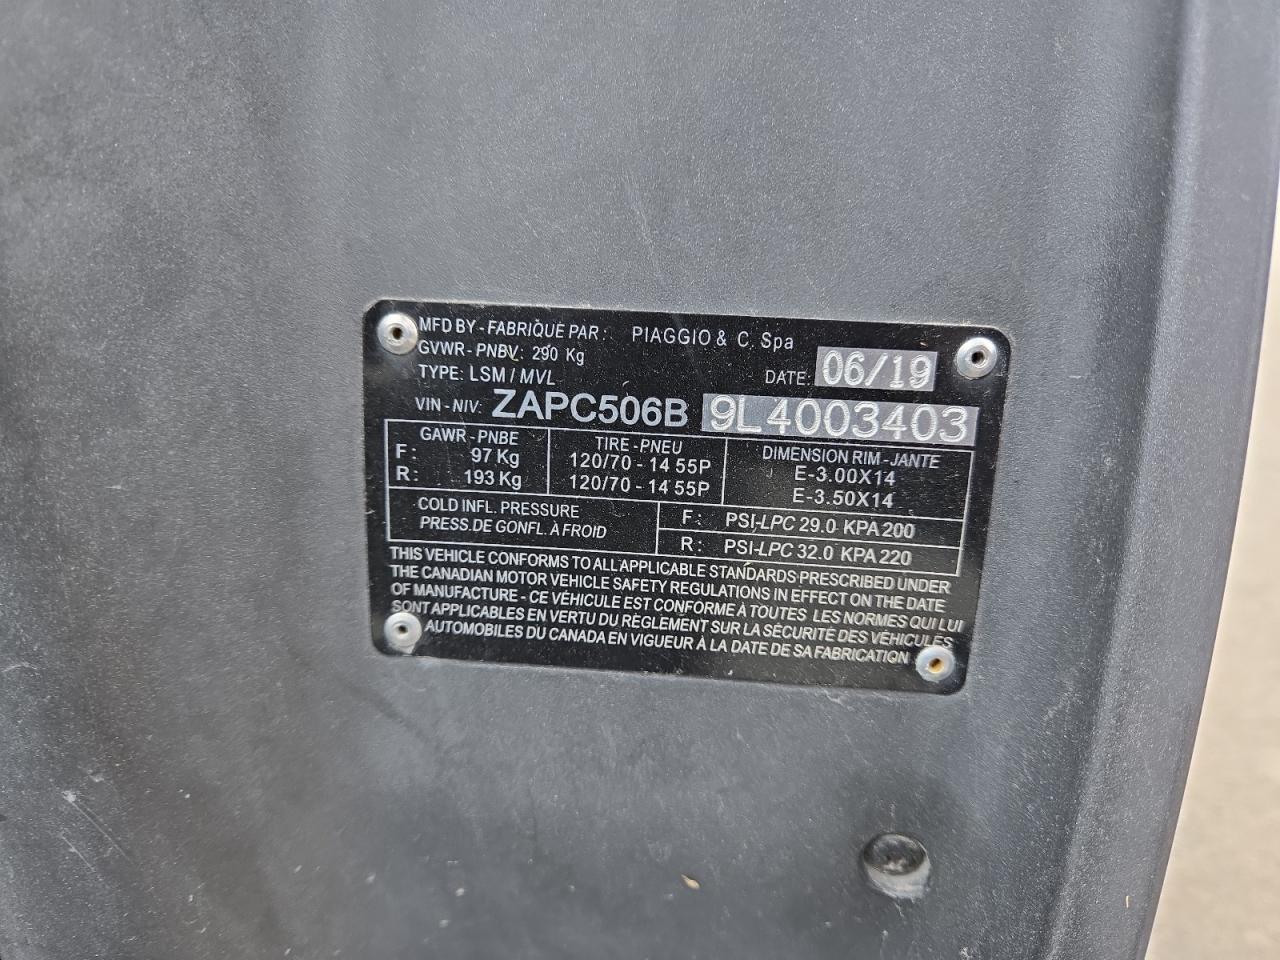 MFD BY - FABRIQUÉ PAR : PIAGGIO & C. Spa
GVWR - PNBV: 290 Kg
TYPE: LSM / MVL
DATE: 06/19
VIN - NIV: ZAPC506B 9L4003403
GAWR - PNBE
F: 97 Kg
R: 193 Kg
TIRE - PNEU
120/70 - 14 55P
120/70 - 14 55P
DIMENSION RIM - JANTE
E-3.00X14
E-3.50X14
COLD INFL. PRESSURE
PRESS. DE GONFL. À FROID
F: PSI-LPC 29.0 KPA 200
R: PSI-LPC 32.0 KPA 220
THIS VEHICLE CONFORMS TO ALL APPLICABLE STANDARDS PRESCRIBED UNDER
THE CANADIAN MOTOR VEHICLE SAFETY REGULATIONS IN EFFECT ON THE DATE
OF MANUFACTURE - CE VÉHICULE EST CONFORME À TOUTES LES NORMES QUI LUI
SONT APPLICABLES EN VERTU DU RÈGLEMENT SUR LA SÉCURITÉ DES VÉHICULES
AUTOMOBILES DU CANADA EN VIGUEUR À LA DATE DE SA FABRICATION